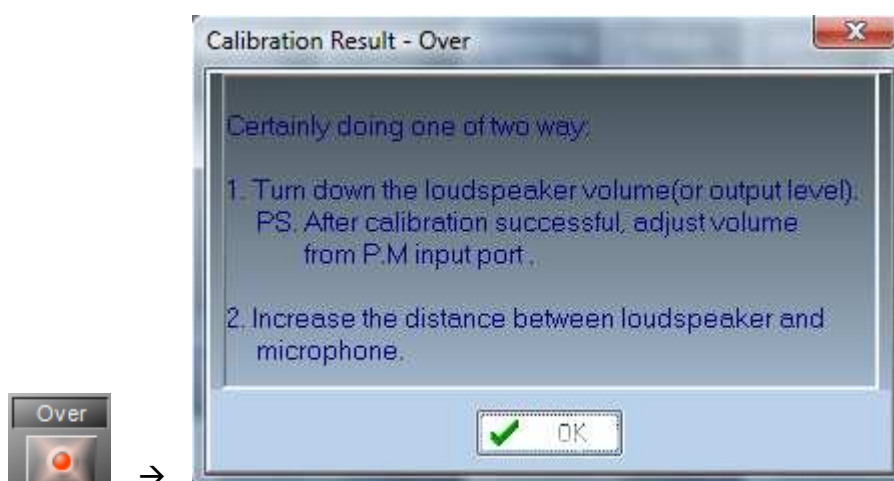 Calibration Result - Over
Certainly doing one of two way:
1. Turn down the loudspeaker volume(or output level).
PS. After calibration successful, adjust volume
from P.M input port .
2. Increase the distance between loudspeaker and
microphone.
OK
Over
→